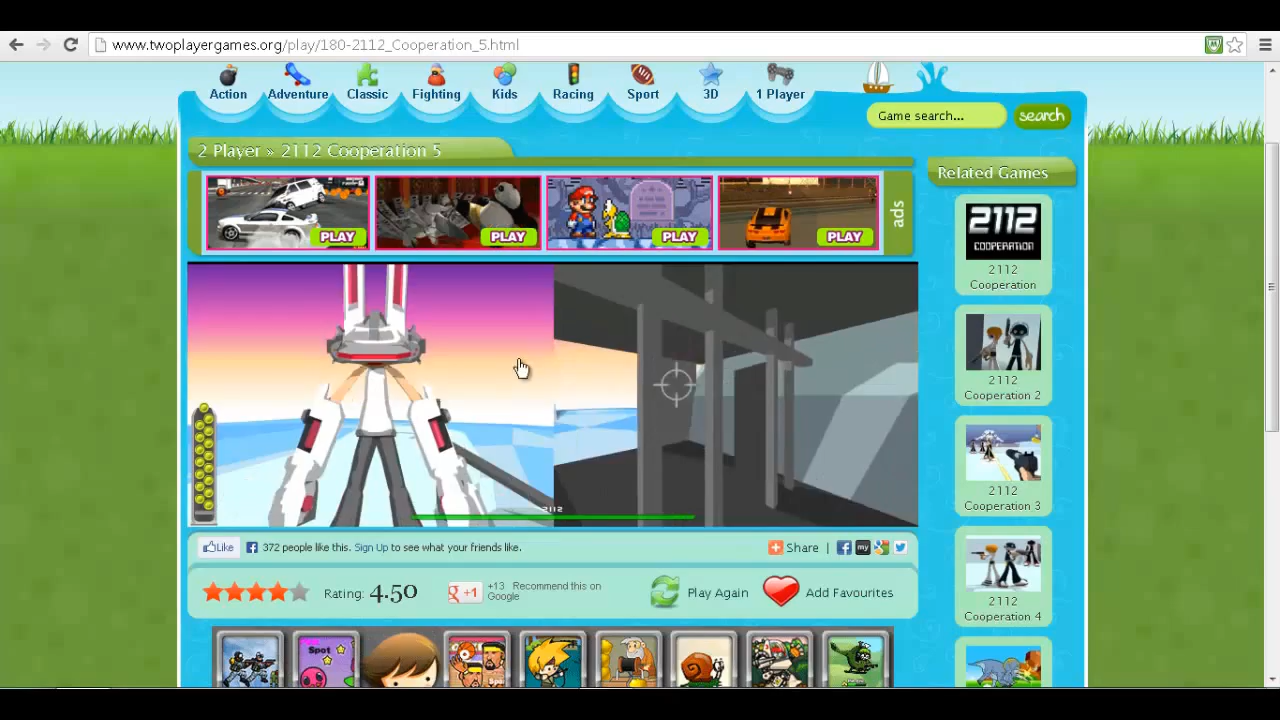 www.twoplayergames.org/play/180-2112_Cooperation_5.html
Action Adventure Classic Fighting Kids Racing Sport 3D 1 Player
Game search... search
2 Player » 2112 Cooperation 5
Related Games
PLAY PLAY PLAY PLAY
ads
2112
COOPERATION
2112
Cooperation
2112
Cooperation 2
2112
Cooperation 3
2112
Cooperation 4
2112
Like 372 people like this. Sign Up to see what your friends like.
Share |
my
Rating: 4.50
+1
+13 Recommend this on
Google
Play Again
Add Favourites
Spot